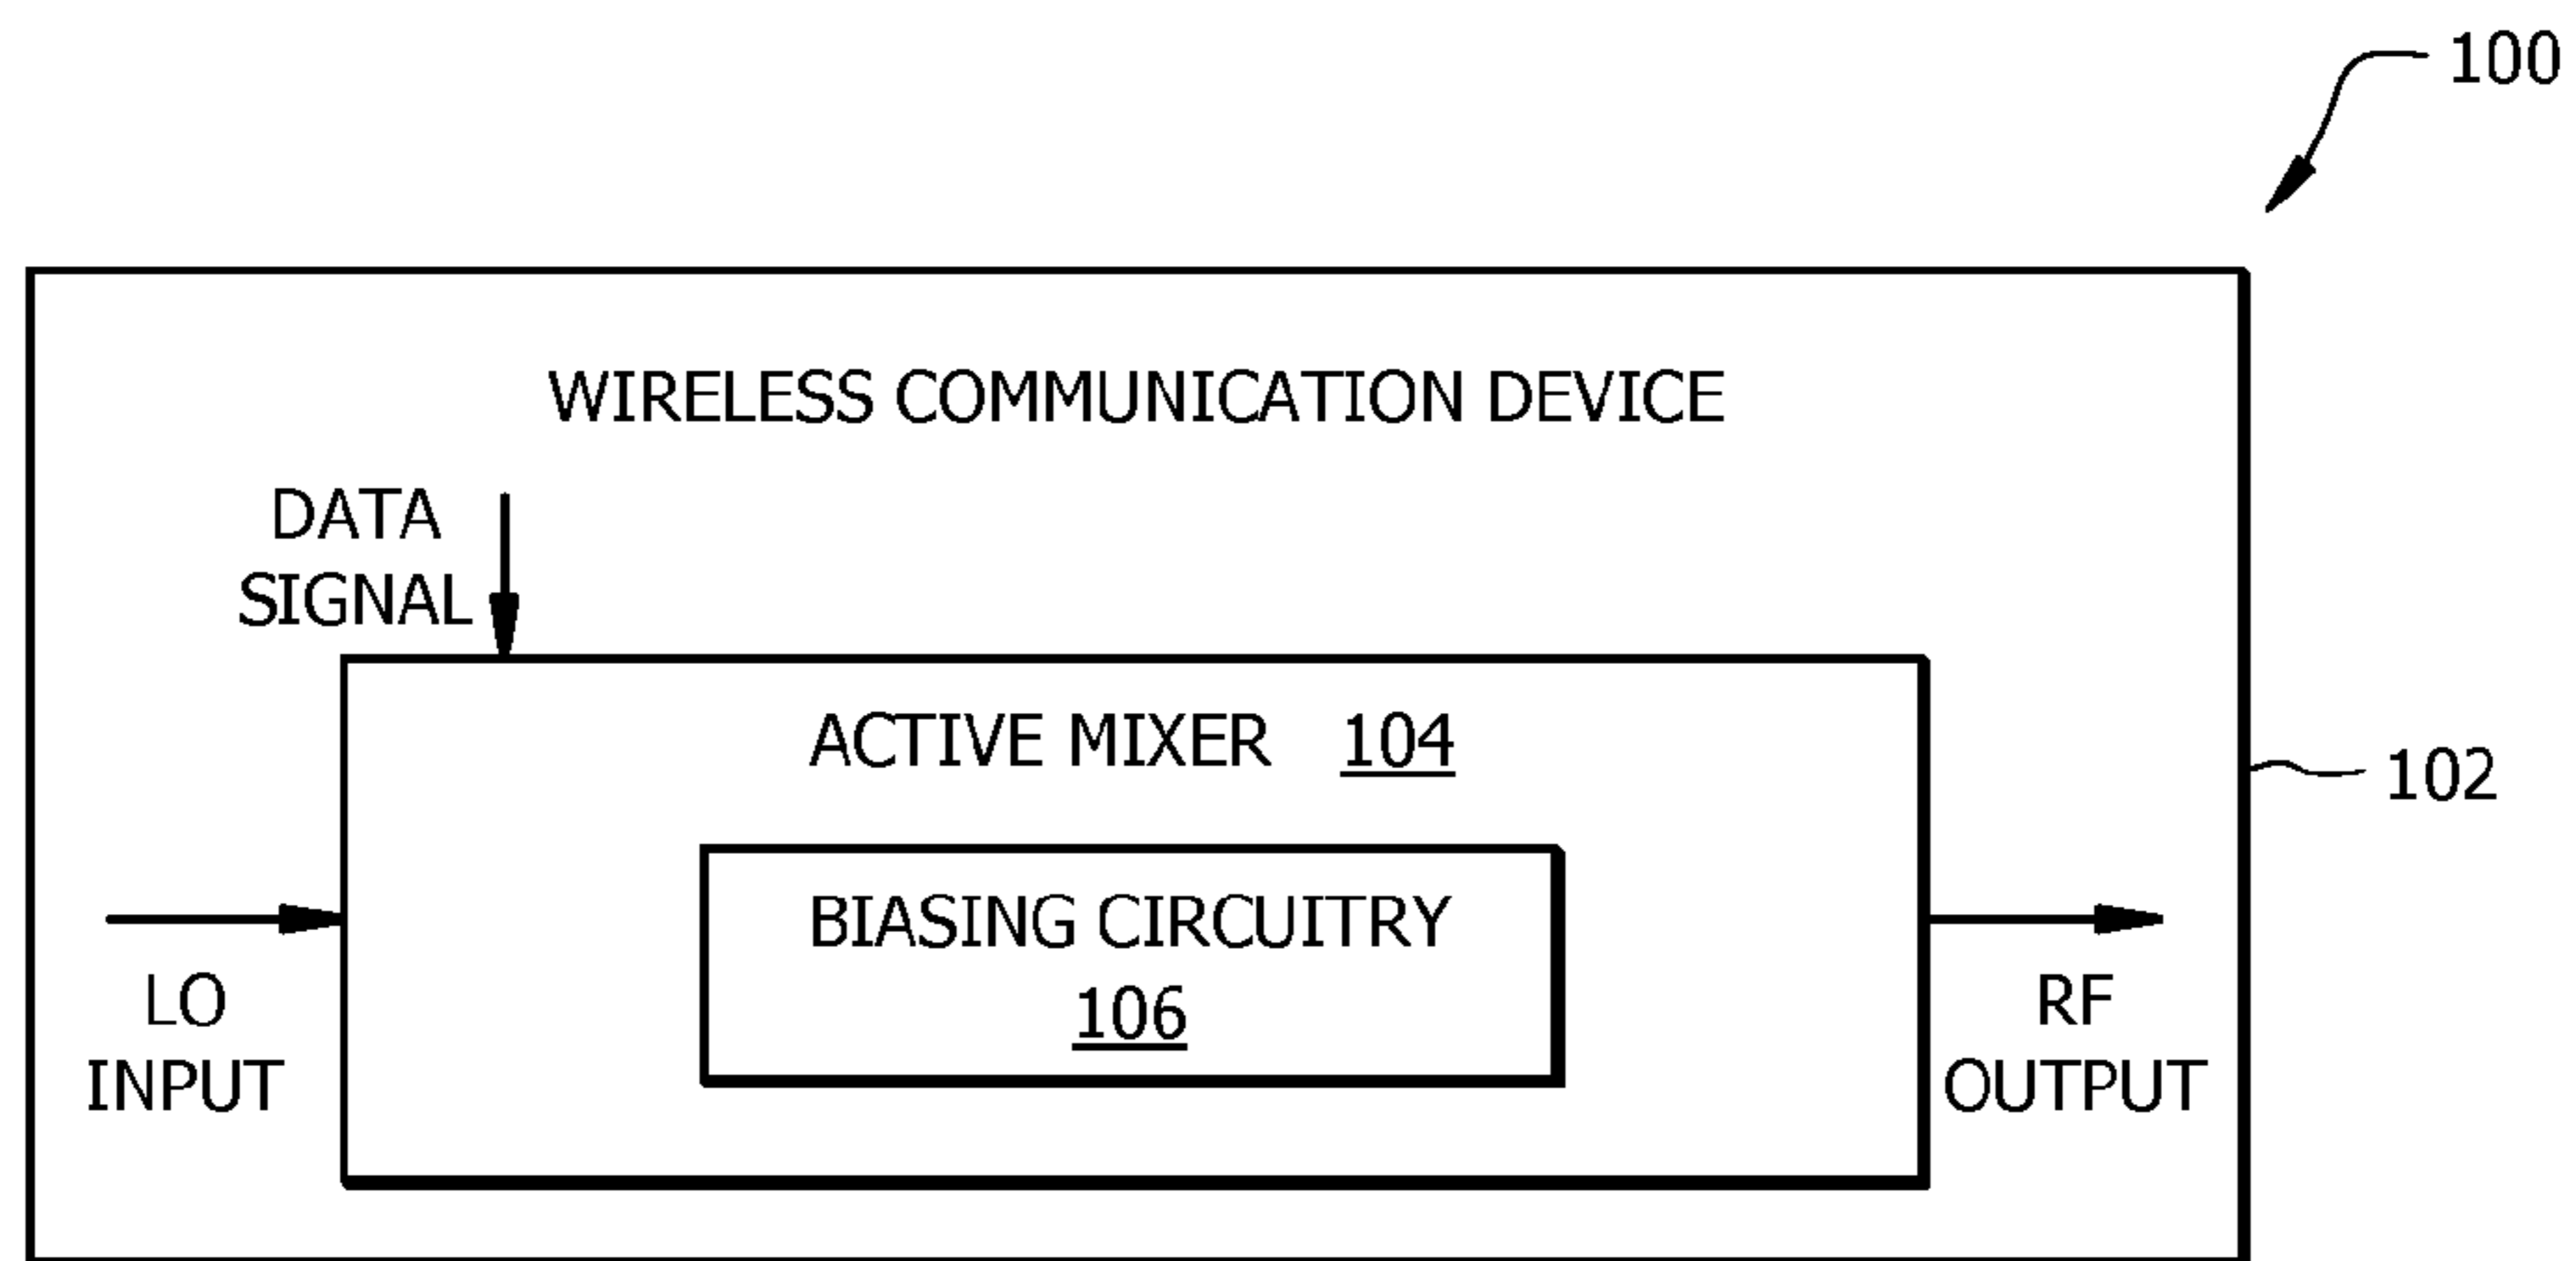 100
WIRELESS COMMUNICATION DEVICE
DATA
SIGNAL
ACTIVE MIXER 104
102
BIASING CIRCUITRY
106
LO
INPUT
RF
OUTPUT